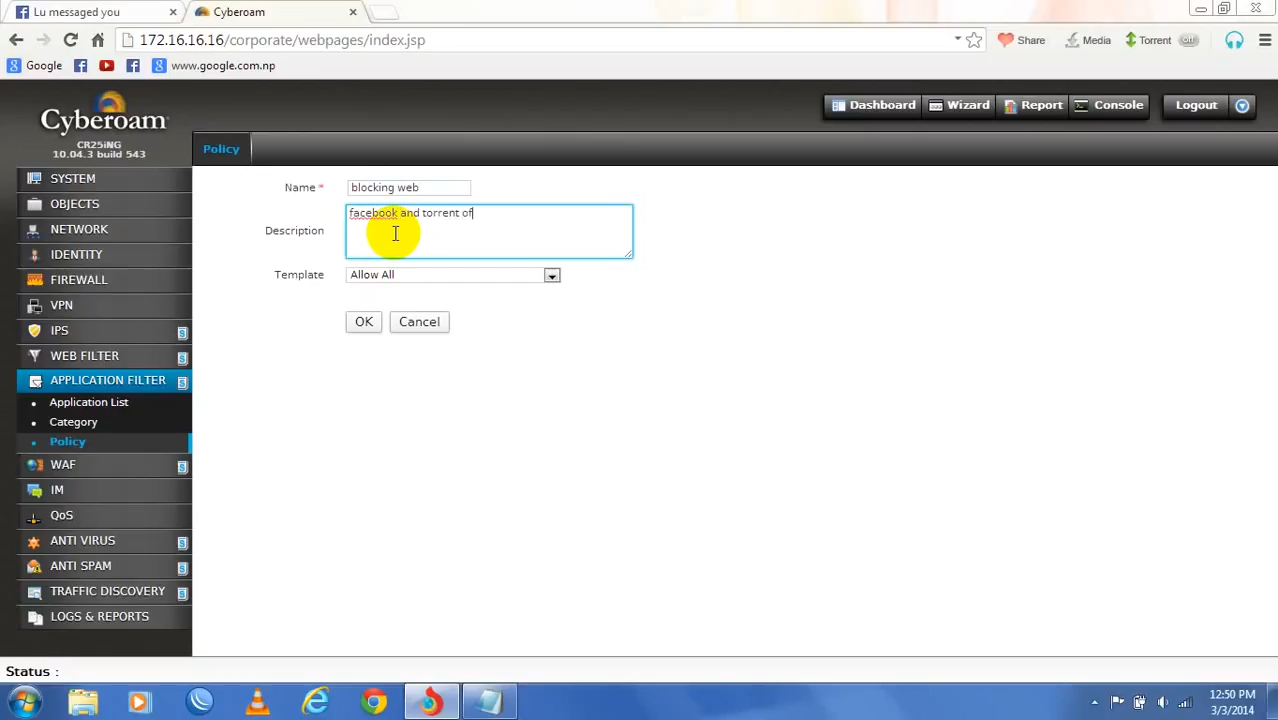 Lu messaged you
Cyberoam
172.16.16.16/corporate/webpages/index.jsp
Share
Media
Torrent
off
Google
www.google.com.np
Cyberoam
CR25iNG
10.04.3 build 543
Dashboard
Wizard
Report
Console
Logout
Policy
SYSTEM
OBJECTS
NETWORK
IDENTITY
FIREWALL
VPN
IPS
WEB FILTER
APPLICATION FILTER
Application List
Category
Policy
WAF
IM
QoS
ANTI VIRUS
ANTI SPAM
TRAFFIC DISCOVERY
LOGS & REPORTS
Name *
blocking web
Description
facebook and torrent of
Template
Allow All
OK
Cancel
Status :
12:50 PM
3/3/2014